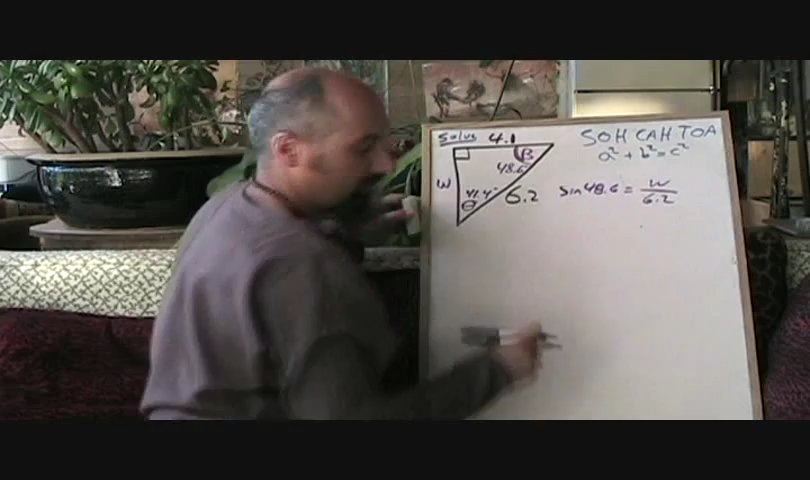 Solve 4.1
SOH CAH TOA
a² + b² = c²
β
48.6°
w
41.4°
θ
6.2
sin 48.6 = w/6.2